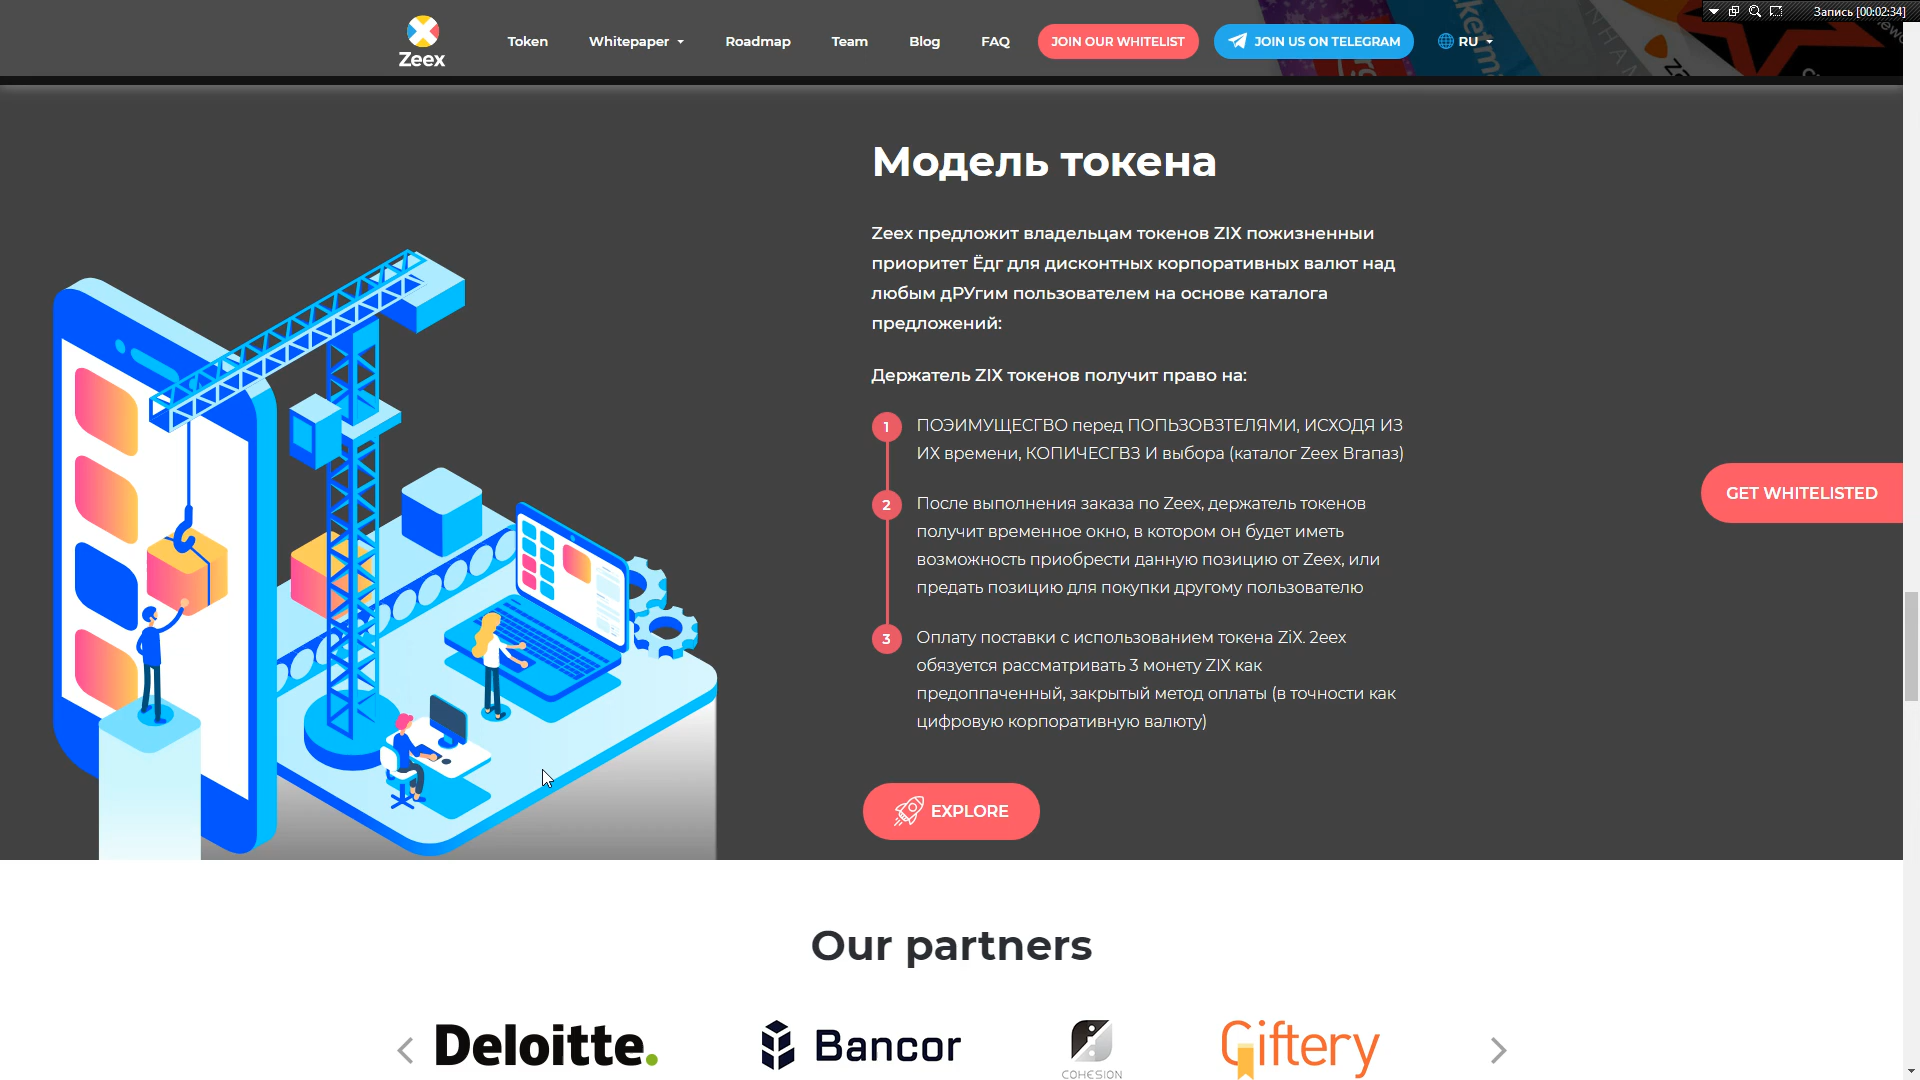 Запись [00:02:34]
Zeex
Token
Whitepaper
Roadmap
Team
Blog
FAQ
JOIN OUR WHITELIST
JOIN US ON TELEGRAM
RU
Модель токена
Zeex предложит владельцам токенов ZIX пожизненныи
приоритет Ёдг для дисконтных корпоративных валют над
любым дРУгим пользователем на основе каталога
предложений:
Держатель ZIX токенов получит право на:
1
ПОЭИМУЩЕСГВО перед ПОПЬЗОВЗТЕЛЯМИ, ИСХОДЯ ИЗ
ИХ времени, КОПИЧЕСГВЗ И выбора (каталог Zeex Вгапаз)
2
После выполнения заказа по Zeex, держатель токенов
получит временное окно, в котором он будет иметь
возможность приобрести данную позицию от Zeex, или
предать позицию для покупки другому пользователю
3
Оплату поставки с использованием токена ZiX. 2eex
обязуется рассматривать 3 монету ZIX как
предоппаченный, закрытый метод оплаты (в точности как
цифровую корпоративную валюту)
GET WHITELISTED
EXPLORE
Our partners
Deloitte.
Bancor
COHESION
Giftery